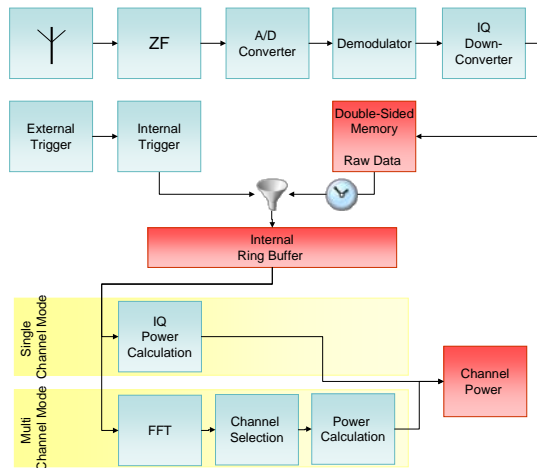 ZF
A/D
Converter
Demodulator
IQ
Down-
Converter
External
Trigger
Internal
Trigger
Double-Sided
Memory
Raw Data
Internal
Ring Buffer
Single
Channel Mode
IQ
Power
Calculation
Channel
Power
Multi
Channel Mode
FFT
Channel
Selection
Power
Calculation